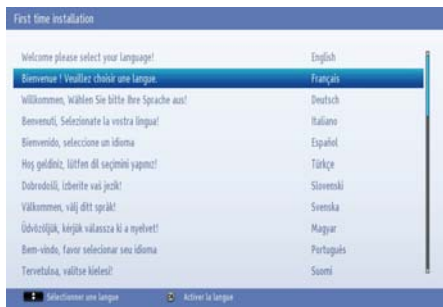 First time installation
Welcome please select your language! English
Bienvenue ! Veuillez choisir une langue. Français
Willkommen, Wählen Sie bitte Ihre Sprache aus! Deutsch
Benvenuti, Selezionate la vostra lingua! Italiano
Bienvenido, seleccione un idioma Español
Hoş geldiniz, lütfen dil seçimini yapınız! Türkçe
Dobrodošli, izberite vaš jezik! Slovenski
Välkommen, välj ditt språk! Svenska
Üdvözöljük, kérjük válassza ki a nyelvet! Magyar
Bem-vindo, favor selecionar seu idioma Português
Tervetuloa, valitse kielesi! Suomi
Sélectionner une langue Activer la langue